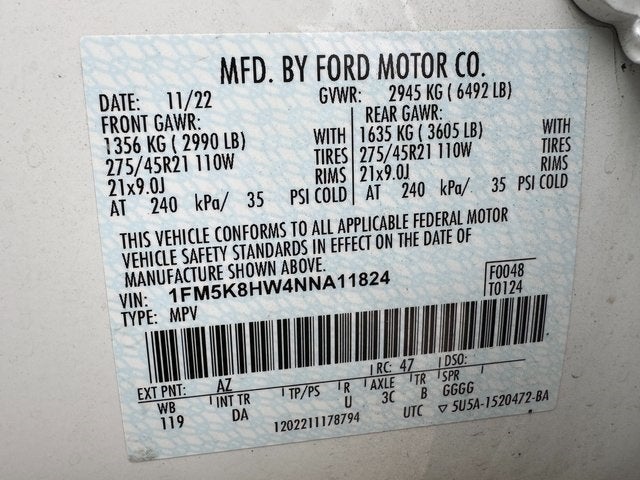 MFD. BY FORD MOTOR CO.
DATE: 11/22 GVWR: 2945 KG ( 6492 LB)
FRONT GAWR: REAR GAWR:
1356 KG ( 2990 LB) WITH 1635 KG ( 3605 LB) WITH
275/45R21 110W TIRES 275/45R21 110W TIRES
21x9.0J RIMS 21x9.0J RIMS
AT 240 kPa/ 35 PSI COLD AT 240 kPa/ 35 PSI COLD
THIS VEHICLE CONFORMS TO ALL APPLICABLE FEDERAL MOTOR
VEHICLE SAFETY STANDARDS IN EFFECT ON THE DATE OF
MANUFACTURE SHOWN ABOVE.
VIN: 1FM5K8HW4NNA11824 F0048
TYPE: MPV T0124
EXT PNT: AZ RC: 47 DSO:
WB INT TR TP/PS R AXLE TR SPR
119 DA U 3C B GGGG
1202211178794 UTC ▽ 5U5A-1520472-BA